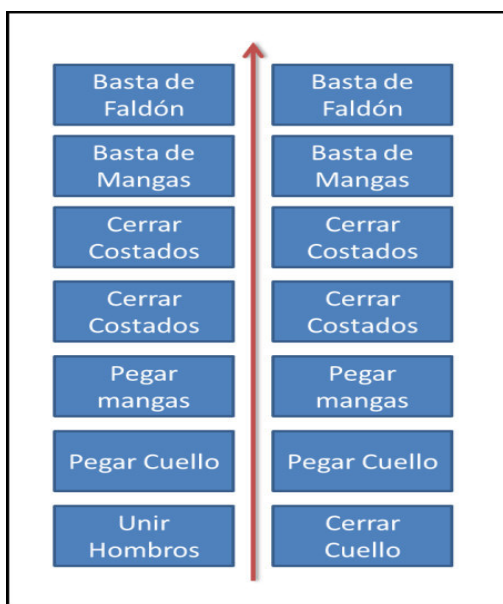 Basta de
Faldón
Basta de
Faldón
Basta de
Mangas
Basta de
Mangas
Cerrar
Costados
Cerrar
Costados
Cerrar
Costados
Cerrar
Costados
Pegar
mangas
Pegar
mangas
Pegar Cuello
Pegar Cuello
Unir
Hombros
Cerrar
Cuello